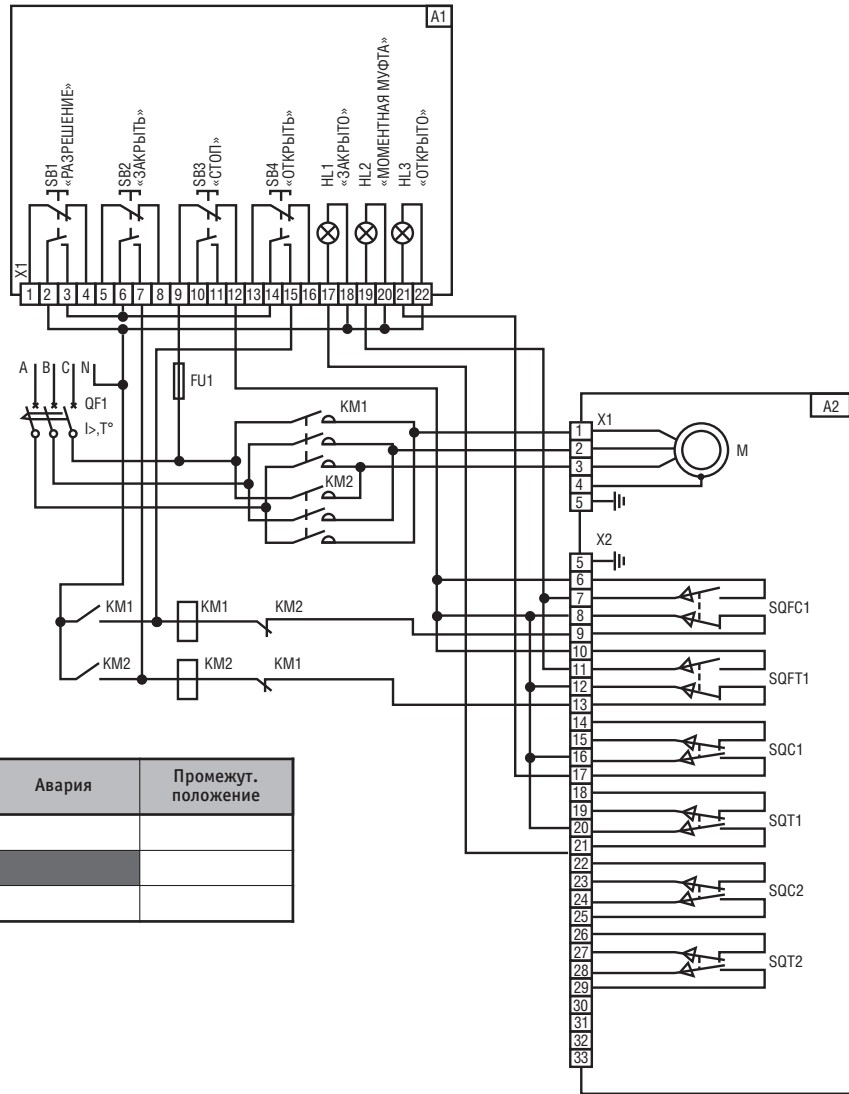 A1
SB1
«РАЗРЕШЕНИЕ»
SB2
«ЗАКРЫТЬ»
SB3
«СТОП»
SB4
«ОТКРЫТЬ»
HL1
«ЗАКРЫТО»
HL2
«МОМЕНТНАЯ МУФТА»
HL3
«ОТКРЫТО»
X1
1 2 3 4 5 6 7 8 9 10 11 12 13 14 15 16 17 18 19 20 21 22
A B C N
QF1
I>,T°
FU1
KM1
KM2
A2
X1
1
2
3
4
5
M
X2
5
6
7
8
9
10
11
12
13
14
15
16
17
18
19
20
21
22
23
24
25
26
27
28
29
30
31
32
33
SQFC1
SQFT1
SQC1
SQT1
SQC2
SQT2
KM1 KM1 KM2
KM2 KM2 KM1
Авария
Промежут.
положение